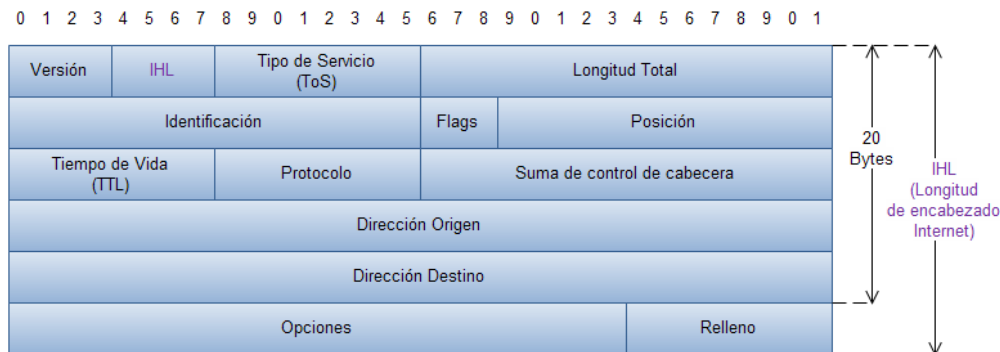 0 1 2 3 4 5 6 7 8 9 0 1 2 3 4 5 6 7 8 9 0 1 2 3 4 5 6 7 8 9 0 1
Versión
IHL
Tipo de Servicio
(ToS)
Longitud Total
Identificación
Flags
Posición
Tiempo de Vida
(TTL)
Protocolo
Suma de control de cabecera
Dirección Origen
Dirección Destino
Opciones
Relleno
20
Bytes
IHL
(Longitud
de encabezado
Internet)